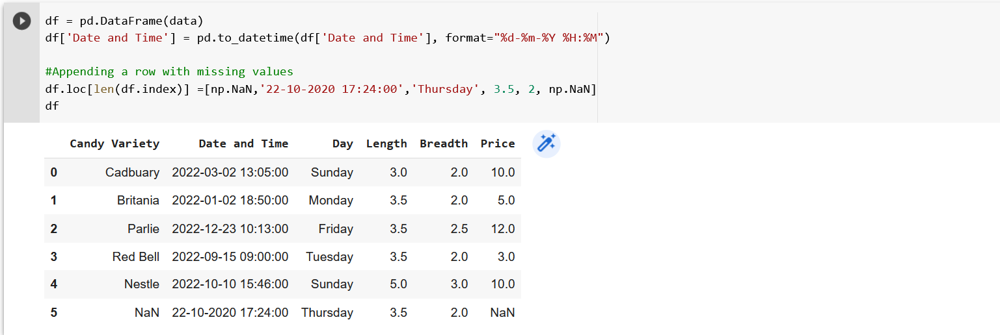 df = pd.DataFrame(data)
df['Date and Time'] = pd.to_datetime(df['Date and Time'], format="%d-%m-%Y %H:%M")
#Appending a row with missing values
df.loc[len(df.index)] =[np.NaN,'22-10-2020 17:24:00','Thursday', 3.5, 2, np.NaN]
df
Candy Variety Date and Time Day Length Breadth Price
0 Cadbuary 2022-03-02 13:05:00 Sunday 3.0 2.0 10.0
1 Britania 2022-01-02 18:50:00 Monday 3.5 2.0 5.0
2 Parlie 2022-12-23 10:13:00 Friday 3.5 2.5 12.0
3 Red Bell 2022-09-15 09:00:00 Tuesday 3.5 2.0 3.0
4 Nestle 2022-10-10 15:46:00 Sunday 5.0 3.0 10.0
5 NaN 22-10-2020 17:24:00 Thursday 3.5 2.0 NaN